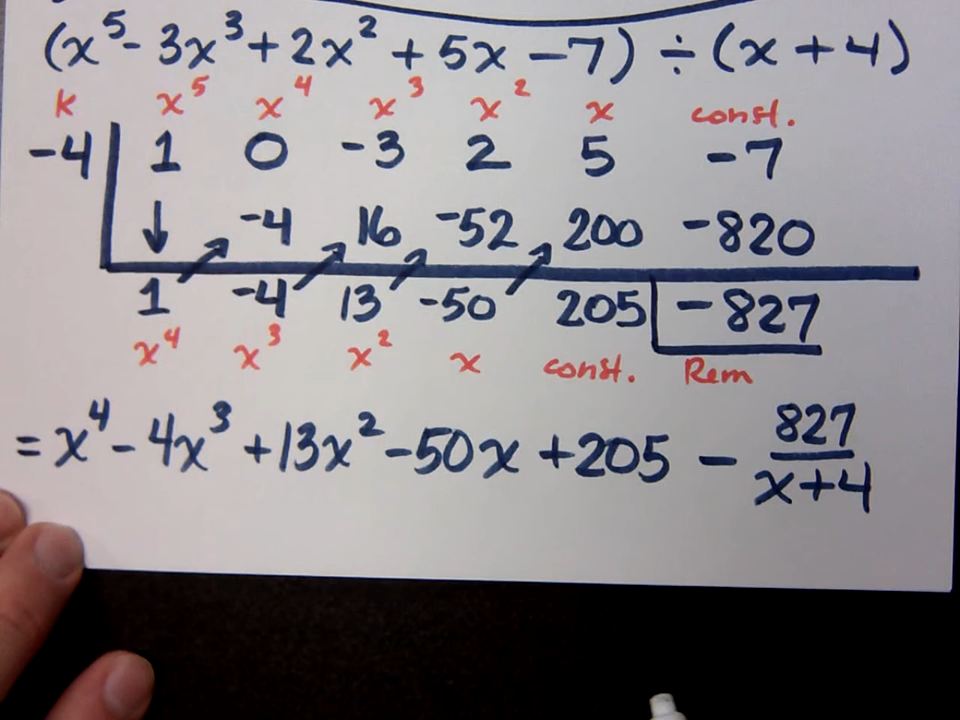 (x⁵ - 3x³ + 2x² + 5x - 7) ÷ (x + 4)
k x⁵ x⁴ x³ x² x const.
-4 1 0 -3 2 5 -7
↓ -4 16 -52 200 -820
1 -4 13 -50 205 -827
x⁴ x³ x² x const. Rem
= x⁴ - 4x³ + 13x² - 50x + 205 - 827/(x+4)